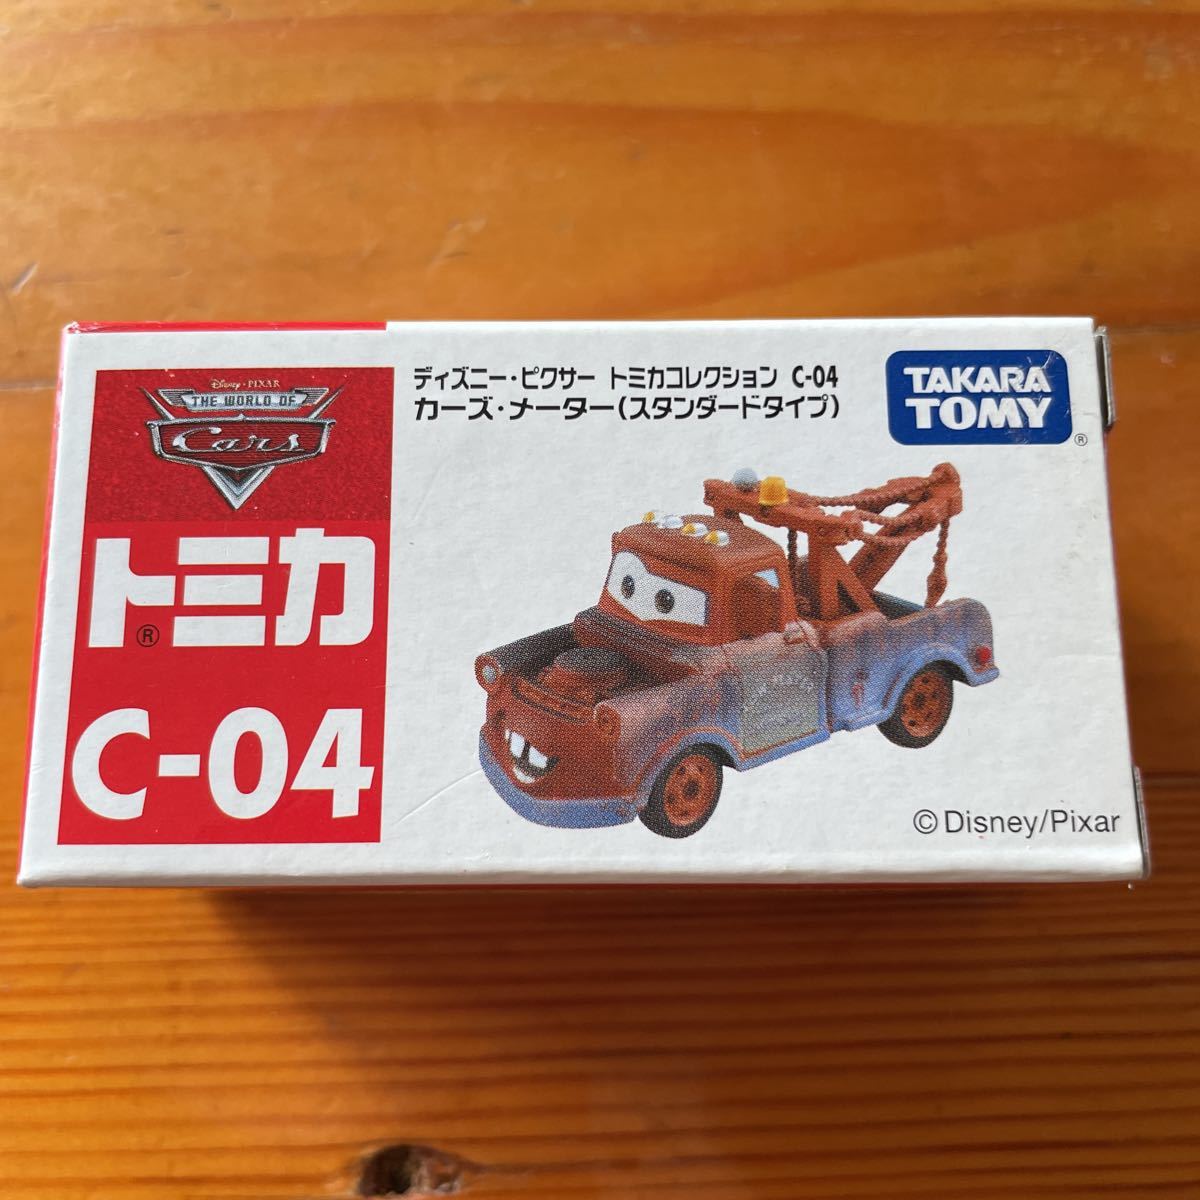 Disney・PIXAR
THE WORLD OF
Cars
トミカ®
C-04
ディズニー・ピクサー トミカコレクション C-04
カーズ・メーター(スタンダードタイプ)
TAKARA
TOMY®
©Disney/Pixar